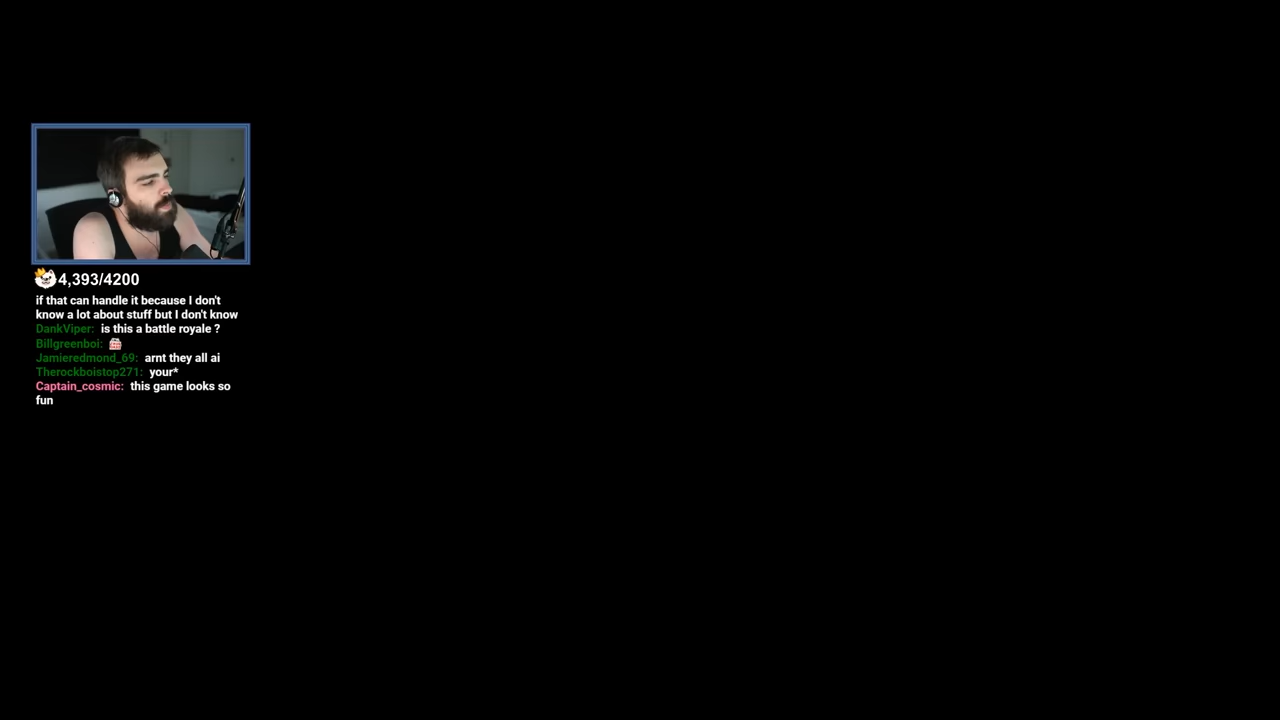 4,393/4200
if that can handle it because I don't
know a lot about stuff but I don't know
DankViper: is this a battle royale ?
Billgreenboi:
Jamieredmond_69: arnt they all ai
Therockboistop271: your*
Captain_cosmic: this game looks so
fun